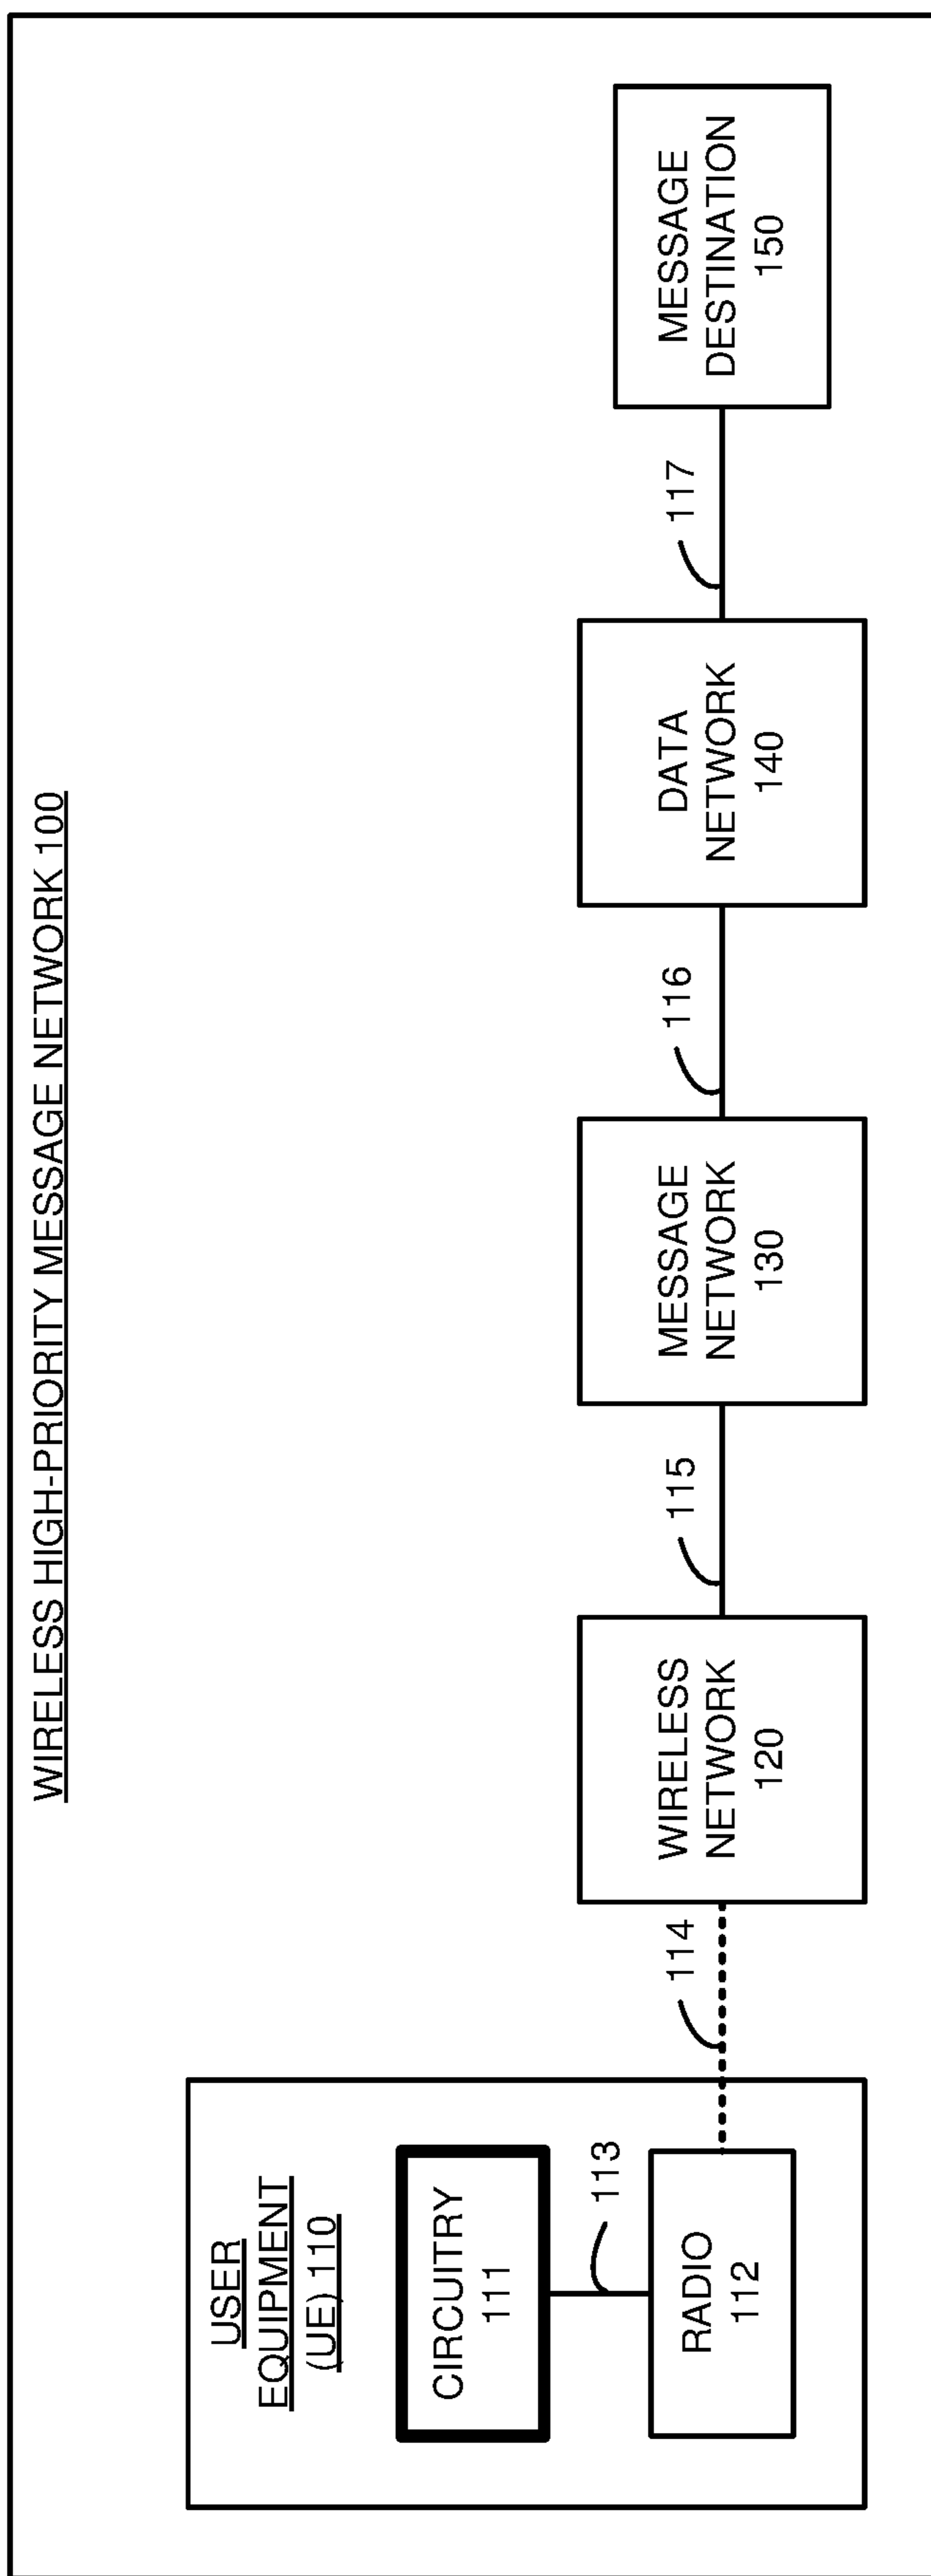 WIRELESS HIGH-PRIORITY MESSAGE NETWORK 100
USER
EQUIPMENT
(UE) 110
CIRCUITRY
111
113
RADIO
112
114
WIRELESS
NETWORK
120
115
MESSAGE
NETWORK
130
116
DATA
NETWORK
140
117
MESSAGE
DESTINATION
150